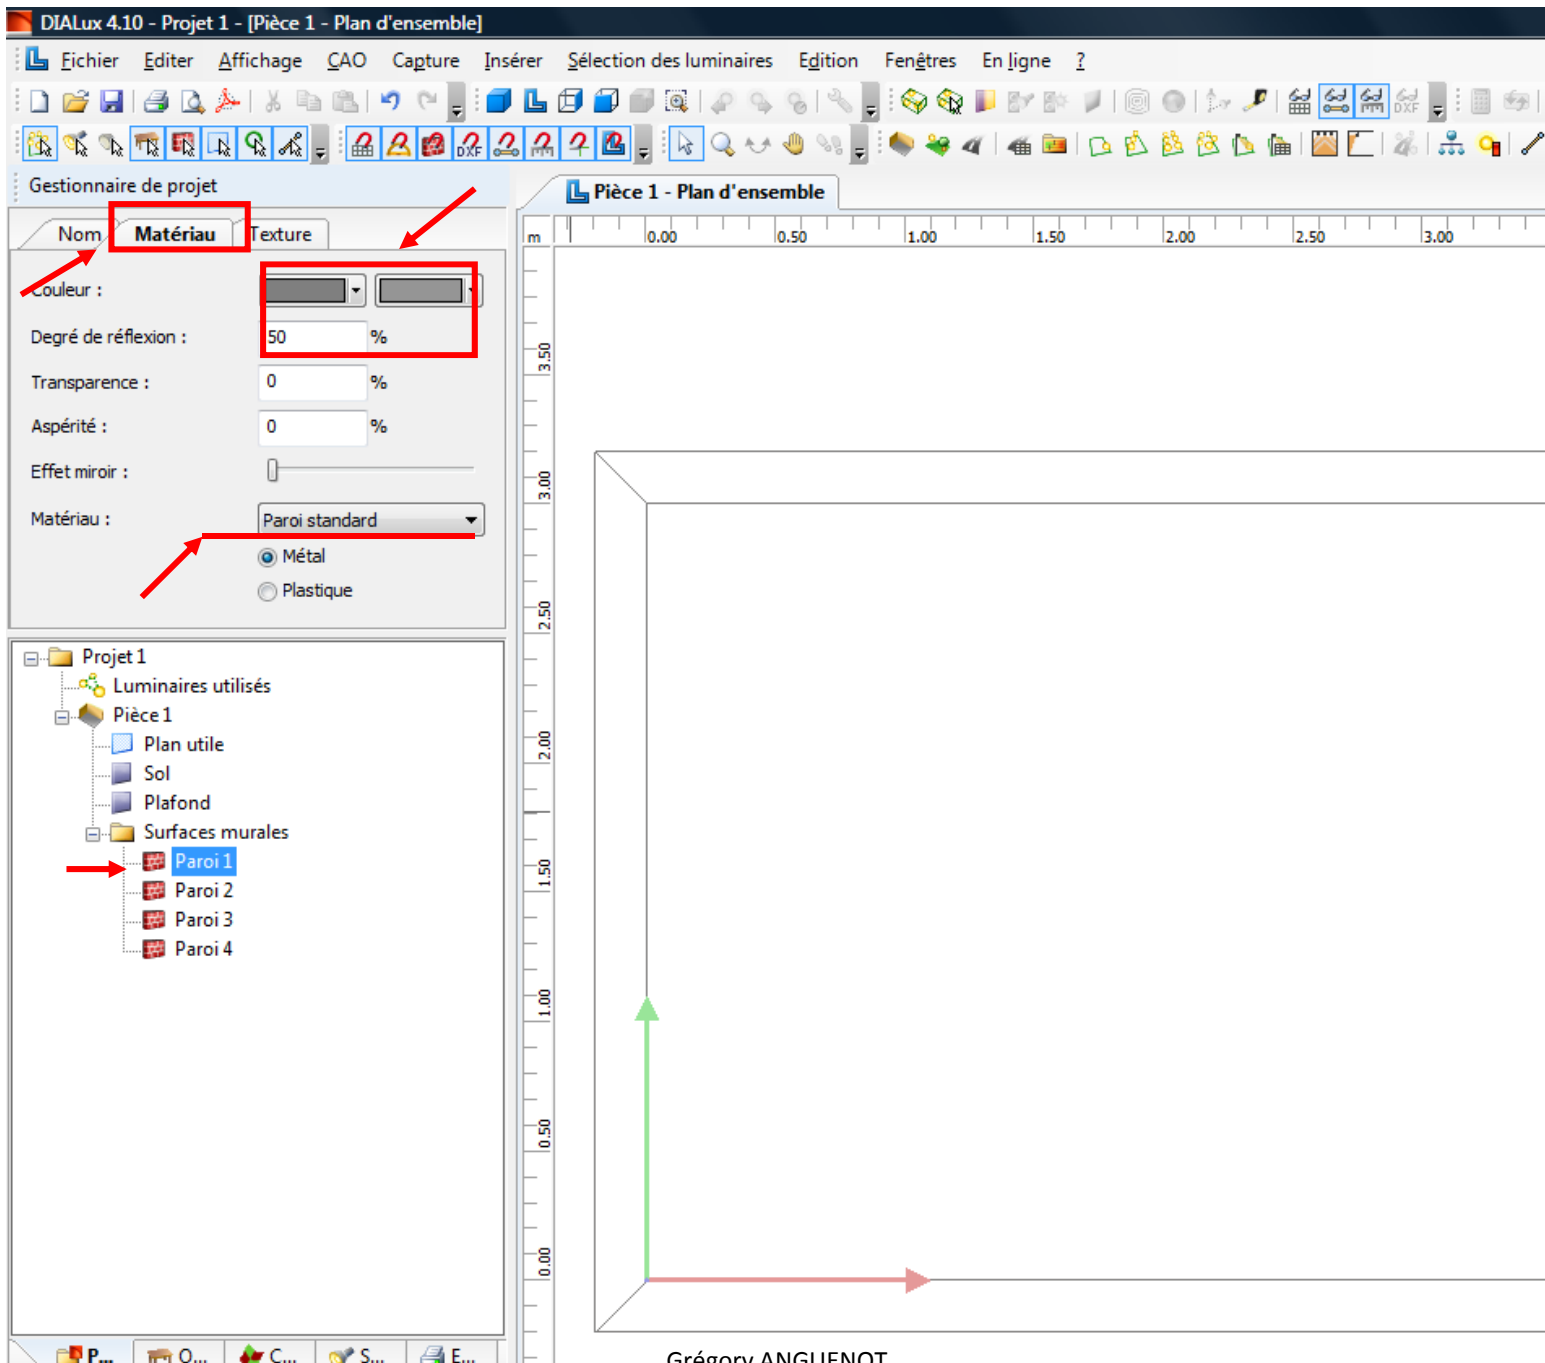 DIALux 4.10 - Projet 1 - [Pièce 1 - Plan d'ensemble]
Fichier Editer Affichage CAO Capture Insérer Sélection des luminaires Edition Fenêtres En ligne ?
DXF
DXF
Gestionnaire de projet
Pièce 1 - Plan d'ensemble
Nom Matériau Texture
m 0.00 0.50 1.00 1.50 2.00 2.50 3.00
Couleur :
Degré de réflexion : 50 %
3.50
Transparence : 0 %
Aspérité : 0 %
Effet miroir :
3.00
Matériau : Paroi standard
Métal
Plastique
2.50
Projet 1
Luminaires utilisés
Pièce 1
Plan utile
2.00
Sol
Plafond
Surfaces murales
Paroi 1
1.50
Paroi 2
Paroi 3
Paroi 4
1.00
0.50
0.00
P... O... C... S... E...
Grégory ANGUENOT